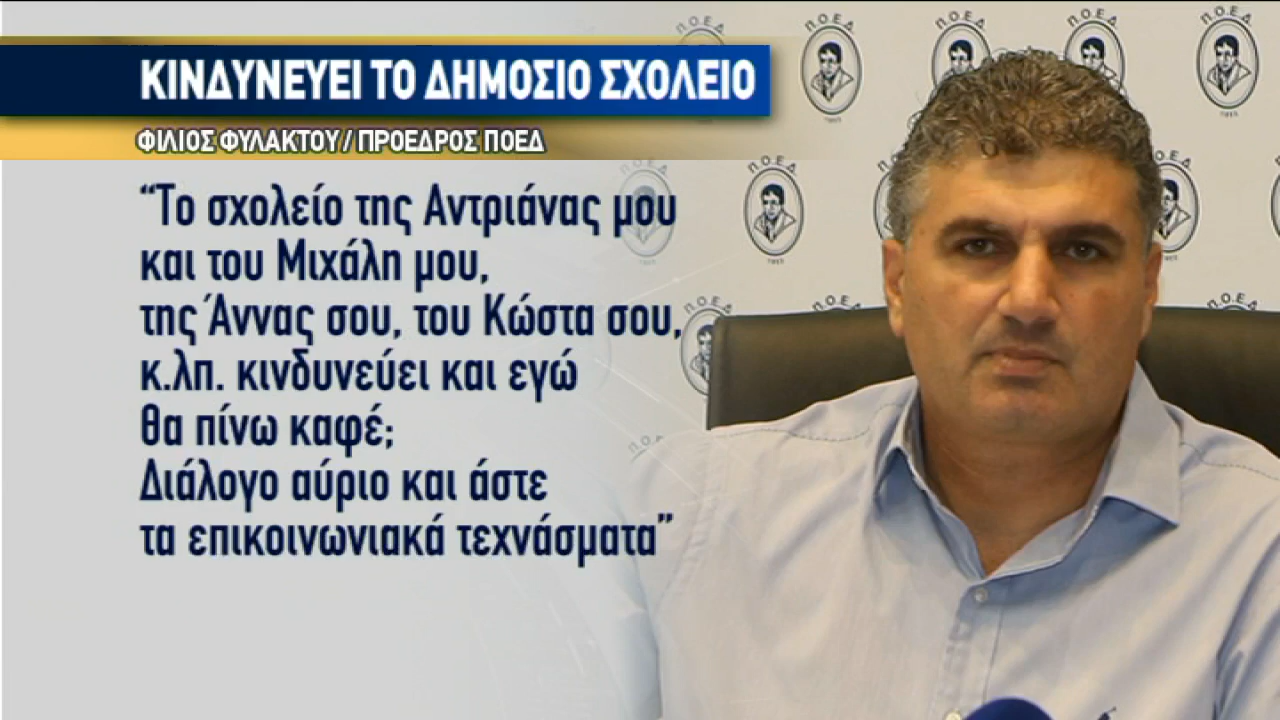 Π.Ο.Ε.Δ
Π.Ο.Ε.Δ
Π.Ο.Ε.Δ
Π.Ο.Ε.Δ
ΚΙΝΔΥΝΕΥΕΙ ΤΟ ΔΗΜΟΣΙΟ ΣΧΟΛΕΙΟ
ΦΙΛΙΟΣ ΦΥΛΑΚΤΟΥ / ΠΡΟΕΔΡΟΣ ΠΟΕΔ
“Το σχολείο της Αντριάνας μου
και του Μιχάλη μου,
της Άννας σου, του Κώστα σου,
κ.λπ. κινδυνεύει και εγώ
θα πίνω καφέ;
Διάλογο αύριο και άστε
τα επικοινωνιακά τεχνάσματα”